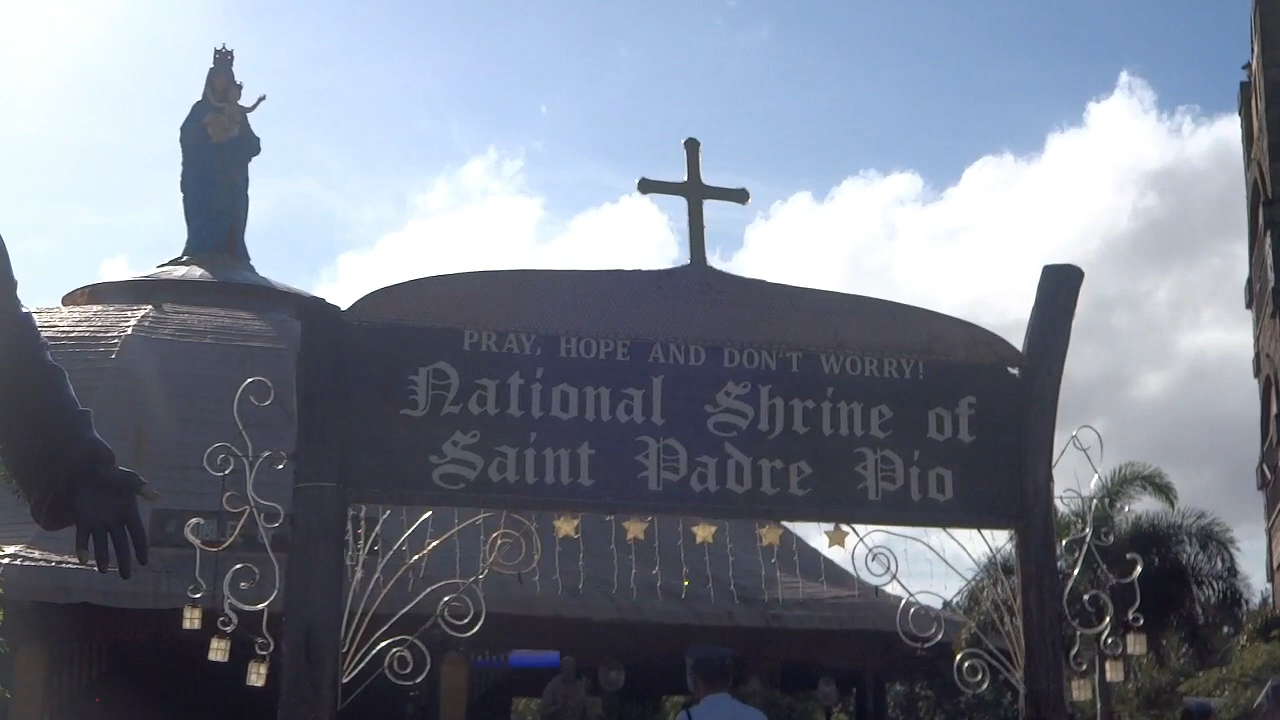 PRAY, HOPE AND DON'T WORRY!
National Shrine of
Saint Padre Pio